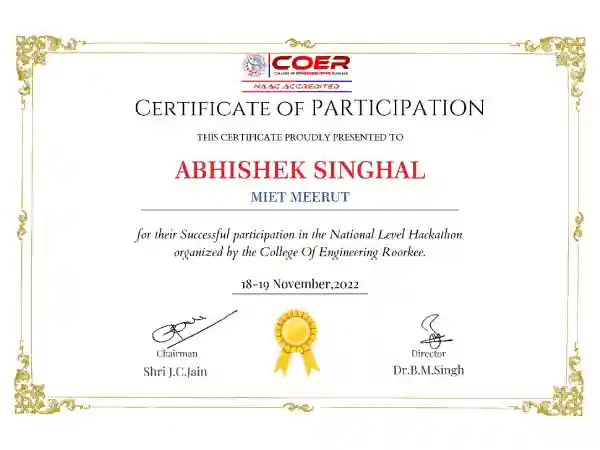 COER
COLLEGE OF ENGINEERING ROORKEE
NAAC ACCREDITED
CERTIFICATE OF PARTICIPATION
THIS CERTIFICATE PROUDLY PRESENTED TO
ABHISHEK SINGHAL
MIET MEERUT
for their Successful participation in the National Level Hackathon
organized by the College Of Engineering Roorkee.
18-19 November,2022
Chairman
Shri J.C.Jain
Director
Dr.B.M.Singh